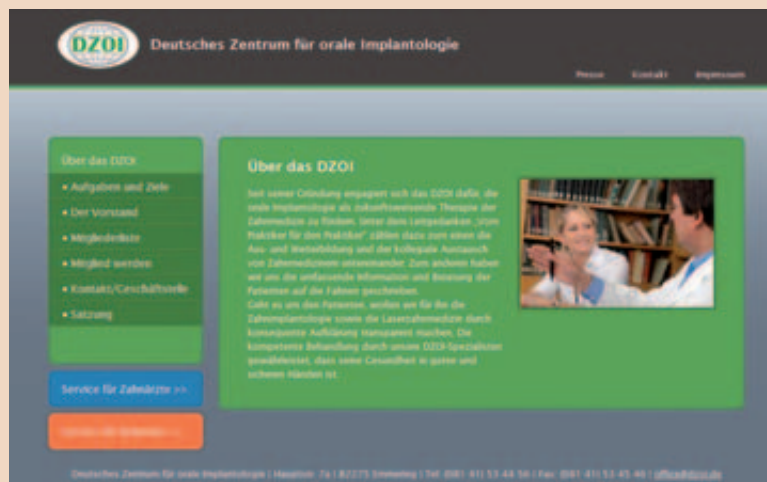 DZOI
Deutsches Zentrum für orale Implantologie
Presse Kontakt Impressum
Über das DZOI
• Aufgaben und Ziele
• Der Vorstand
• Mitgliederliste
• Mitglied werden
• Kontakt/Geschäftstelle
• Satzung
Service für Zahnärzte >>
Über das DZOI
Seit seiner Gründung engagiert sich das DZOI dafür, die
orale Implantologie als zukunftsweisende Therapie der
Zahnmedizin zu fördern. Unter dem Leitgedanken „vom
Praktiker für den Praktiker“ zählen dazu zum einen die
Aus- und Weiterbildung und der kollegiale Austausch
von Zahnmedizinern untereinander. Zum anderen haben
wir uns die umfassende Information und Beratung der
Patienten auf die Fahnen geschrieben.
Geht es um den Patienten, wollen wir für ihn die
Zahnimplantologie sowie die Laserzahnmedizin durch
konsequente Aufklärung transparent machen. Die
kompetente Behandlung durch unsere DZOI-Spezialisten
gewährleistet, dass seine Gesundheit in guten und
sicheren Händen ist.
Deutsches Zentrum für orale Implantologie | Hauptstr. 7a | 82275 Emmering | Tel. (081 41) 53 44 56 | Fax: (081 41) 53 45 46 | office@dzoi.de